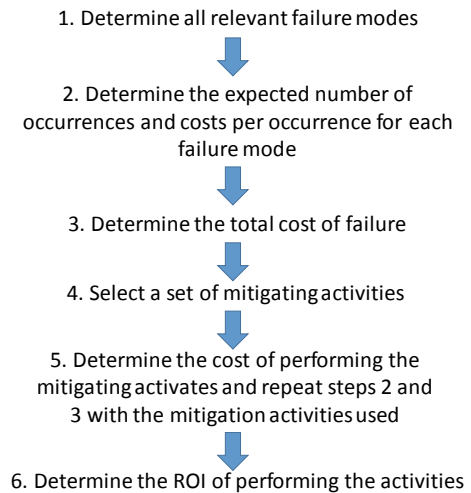 1. Determine all relevant failure modes
2. Determine the expected number of
occurrences and costs per occurrence for each
failure mode
3. Determine the total cost of failure
4. Select a set of mitigating activities
5. Determine the cost of performing the
mitigating activates and repeat steps 2 and
3 with the mitigation activities used
6. Determine the ROI of performing the activities